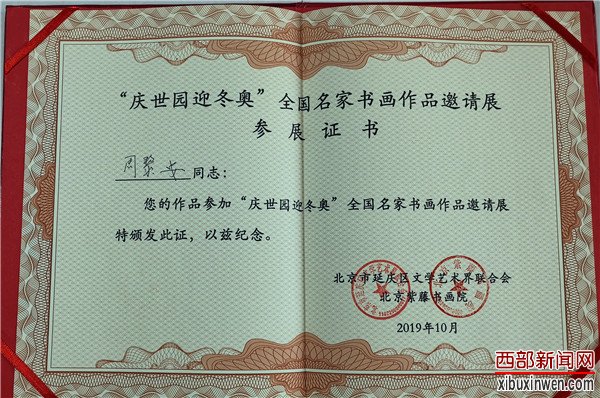 “庆世园迎冬奥”全国名家书画作品邀请展
参展证书
周黎安 同志：
您的作品参加“庆世园迎冬奥”全国名家书画作品邀请展
特颁发此证，以兹纪念。
北京市延庆区文学艺术界联合会
北京紫藤书画院
2019年10月
西部新闻网
xibuxinwen.com